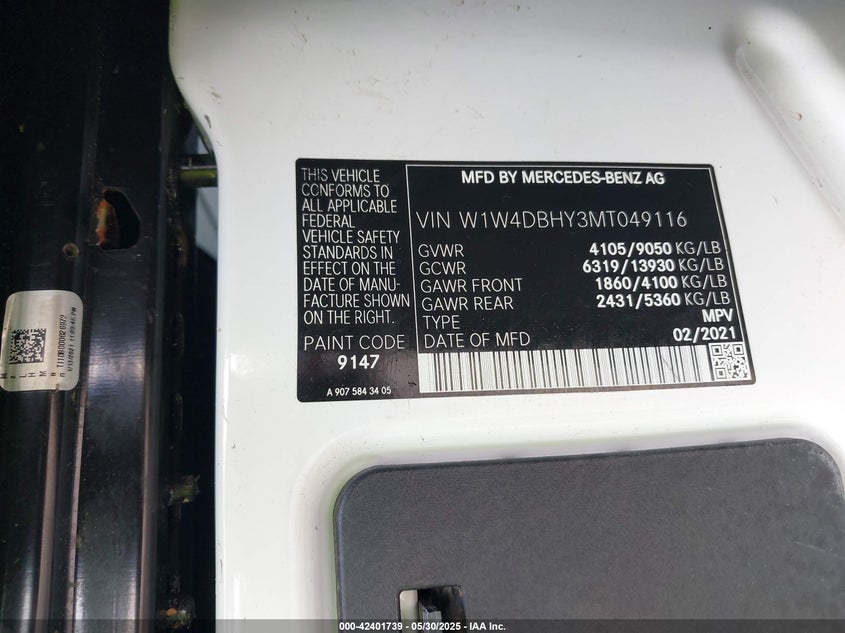 THIS VEHICLE
CONFORMS TO
ALL APPLICABLE
FEDERAL
VEHICLE SAFETY
STANDARDS IN
EFFECT ON THE
DATE OF MANU-
FACTURE SHOWN
ON THE RIGHT.
PAINT CODE
9147
A 907 584 34 05
MFD BY MERCEDES-BENZ AG
VIN W1W4DBHY3MT049116
GVWR 4105/9050 KG/LB
GCWR 6319/13930 KG/LB
GAWR FRONT 1860/4100 KG/LB
GAWR REAR 2431/5360 KG/LB
TYPE MPV
DATE OF MFD 02/2021
000-42401739 - 05/30/2025 - IAA Inc.